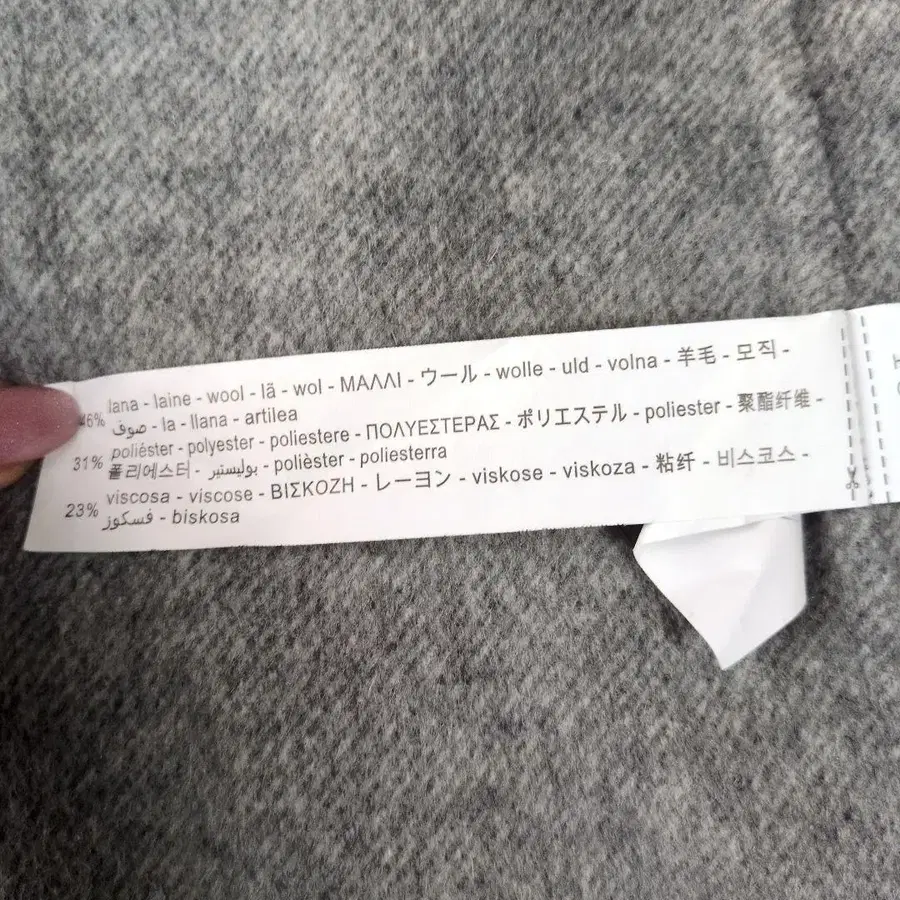 46% lana - laine - wool - lã - wol - ΜΑΛΛΙ - ウール - wolle - uld - volna - 羊毛 - 모직 -
صوف - la - llana - artilea
31% poliéster - polyester - poliestere - ΠΟΛΥΕΣΤΕΡΑΣ - ポリエステル - poliester - 聚酯纤维 -
폴리에스터 - بوليستير - polièster - poliesterra
23% viscosa - viscose - ΒΙΣΚΟΖΗ - レーヨン - viskose - viskoza - 粘纤 - 비스코스 -
فسكوز - biskosa